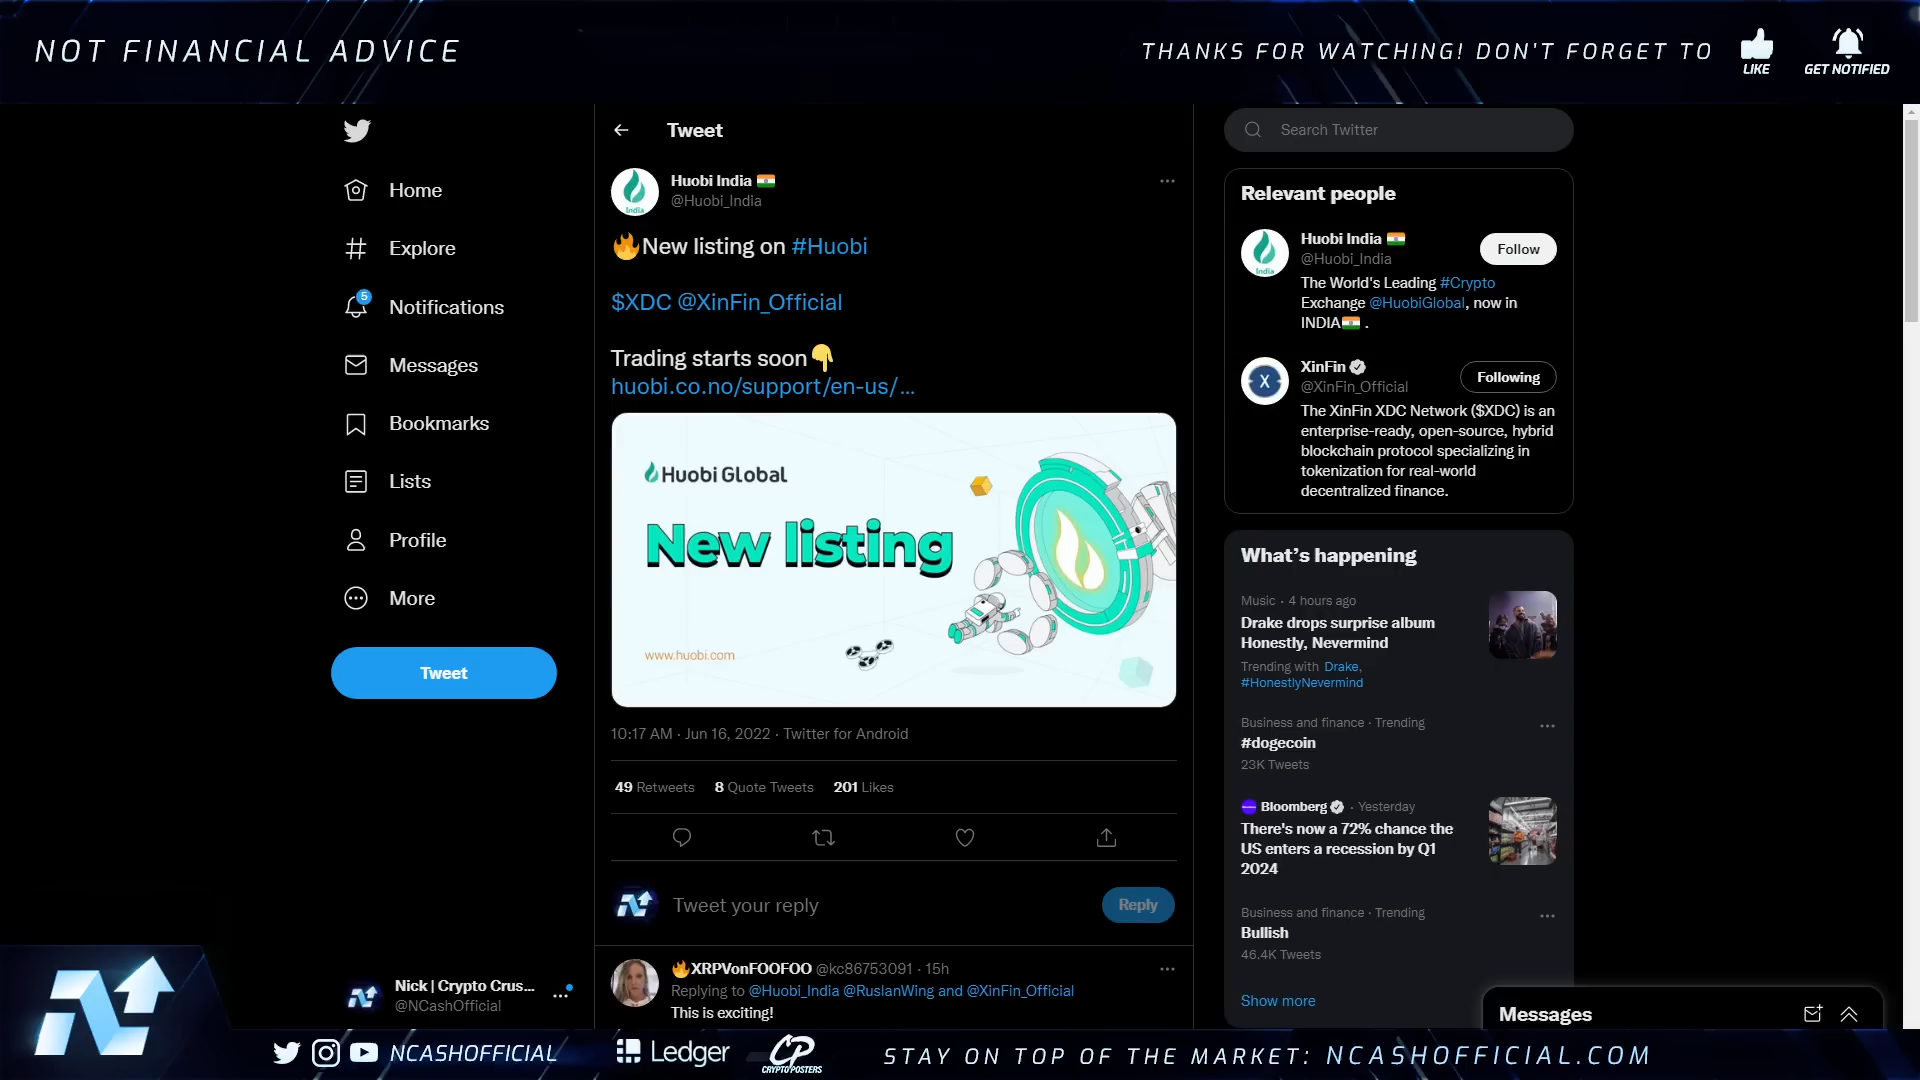 NOT FINANCIAL ADVICE
THANKS FOR WATCHING! DON'T FORGET TO
LIKE
GET NOTIFIED
Home
Explore
5
Notifications
Messages
Bookmarks
Lists
Profile
More
Tweet
Tweet
Huobi India 🇮🇳
@Huobi_India
India
🔥New listing on #Huobi
$XDC @XinFin_Official
Trading starts soon👇
huobi.co.no/support/en-us/...
Huobi Global
New listing
www.huobi.com
10:17 AM · Jun 16, 2022 · Twitter for Android
49 Retweets 8 Quote Tweets 201 Likes
Tweet your reply
Reply
🔥XRPVonFOOFOO @kc86753091 · 15h
Replying to @Huobi_India @RuslanWing and @XinFin_Official
This is exciting!
Search Twitter
Relevant people
Huobi India 🇮🇳
@Huobi_India
India
Follow
The World's Leading #Crypto
Exchange @HuobiGlobal, now in
INDIA🇮🇳 .
XinFin
@XinFin_Official
X
Following
The XinFin XDC Network ($XDC) is an
enterprise-ready, open-source, hybrid
blockchain protocol specializing in
tokenization for real-world
decentralized finance.
What's happening
Music · 4 hours ago
Drake drops surprise album
Honestly, Nevermind
Trending with Drake,
#HonestlyNevermind
Business and finance · Trending
#dogecoin
23K Tweets
Bloomberg · Yesterday
There's now a 72% chance the
US enters a recession by Q1
2024
Business and finance · Trending
Bullish
46.4K Tweets
Show more
Messages
Nick | Crypto Crus...
@NCashOfficial
NCASHOFFICIAL
Ledger
CP
CRYPTOPOSTERS
STAY ON TOP OF THE MARKET: NCASHOFFICIAL.COM